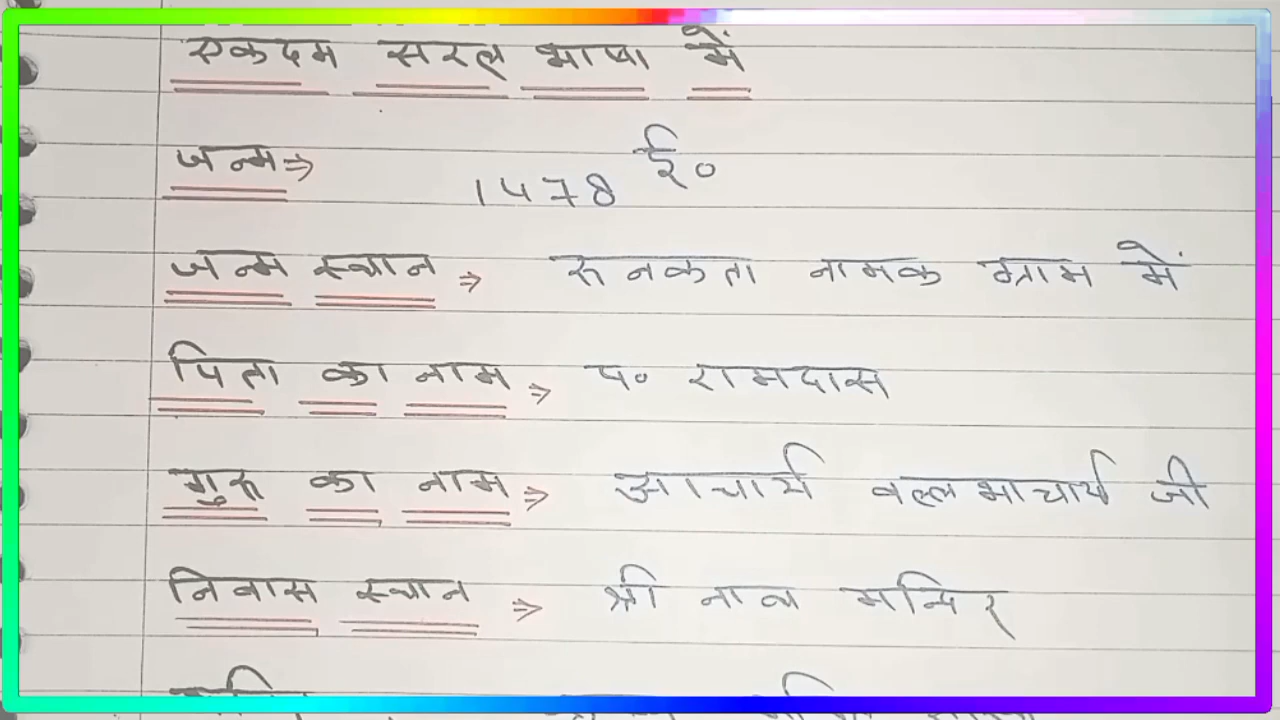 एकदम सरल भाषा में
जन्म ⇒ 1478 ई०
जन्म स्थान ⇒ रुनकता नामक ग्राम में
पिता का नाम ⇒ प० रामदास
गुरु का नाम ⇒ आचार्य वल्लभाचार्य जी
निवास स्थान ⇒ श्री नाथ मन्दिर